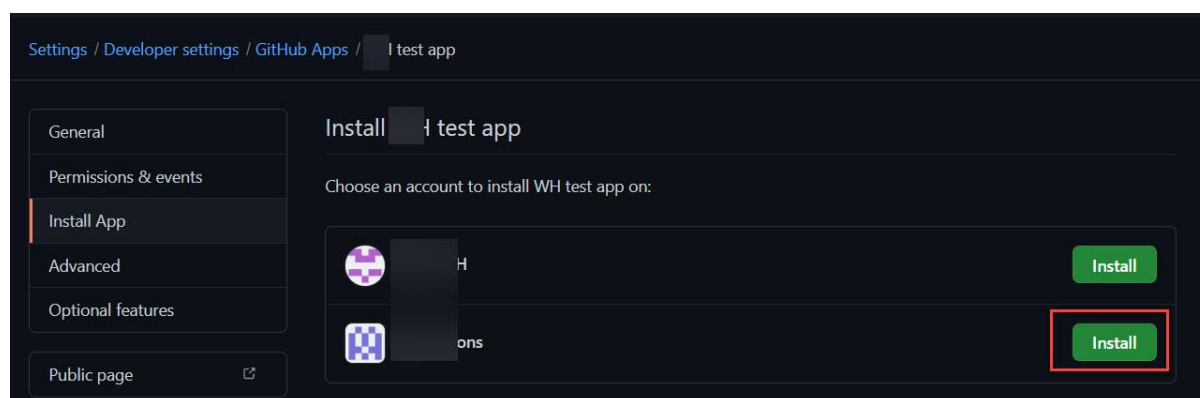 Settings / Developer settings / GitHub Apps / test app
General
Permissions & events
Install App
Advanced
Optional features
Public page
Install H test app
Choose an account to install WH test app on:
H
Install
ons
Install